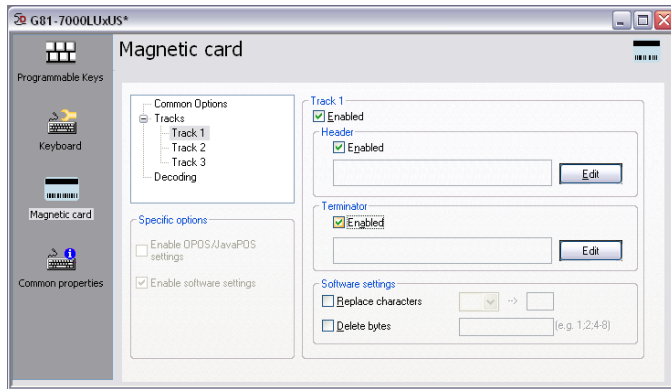 G81-7000LUxUS*
Magnetic card
Programmable Keys
Keyboard
Magnetic card
Common properties
Common Options
Tracks
Track 1
Track 2
Track 3
Decoding
Specific options
Enable OPOS/JavaPOS
settings
Enable software settings
Track 1
Enabled
Header
Enabled
Edit
Terminator
Enabled
Edit
Software settings
Replace characters -->
Delete bytes (e.g. 1;2;4-8)